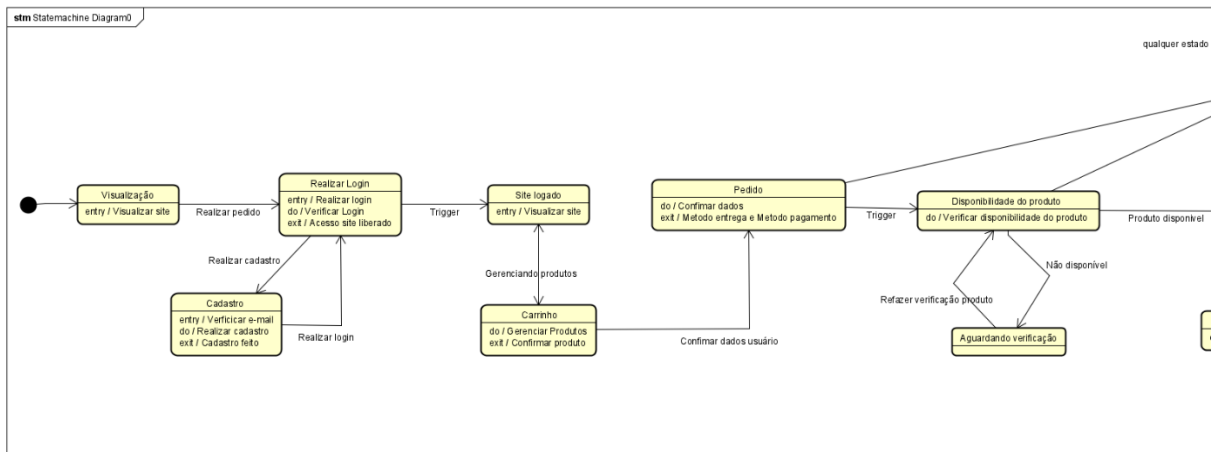 stm Statemachine Diagram0
qualquer estado
Visualização
entry / Visualizar site
Realizar pedido
Realizar Login
entry / Realizar login
do / Verificar Login
exit / Acesso site liberado
Trigger
Site logado
entry / Visualizar site
Realizar cadastro
Cadastro
entry / Verficicar e-mail
do / Realizar cadastro
exit / Cadastro feito
Realizar login
Gerenciando produtos
Carrinho
do / Gerenciar Produtos
exit / Confirmar produto
Confimar dados usuário
Pedido
do / Confimar dados
exit / Metodo entrega e Metodo pagamento
Trigger
Disponibilidade do produto
do / Verificar disponibilidade do produto
Produto disponível
Não disponível
Refazer verificação produto
Aguardando verificação